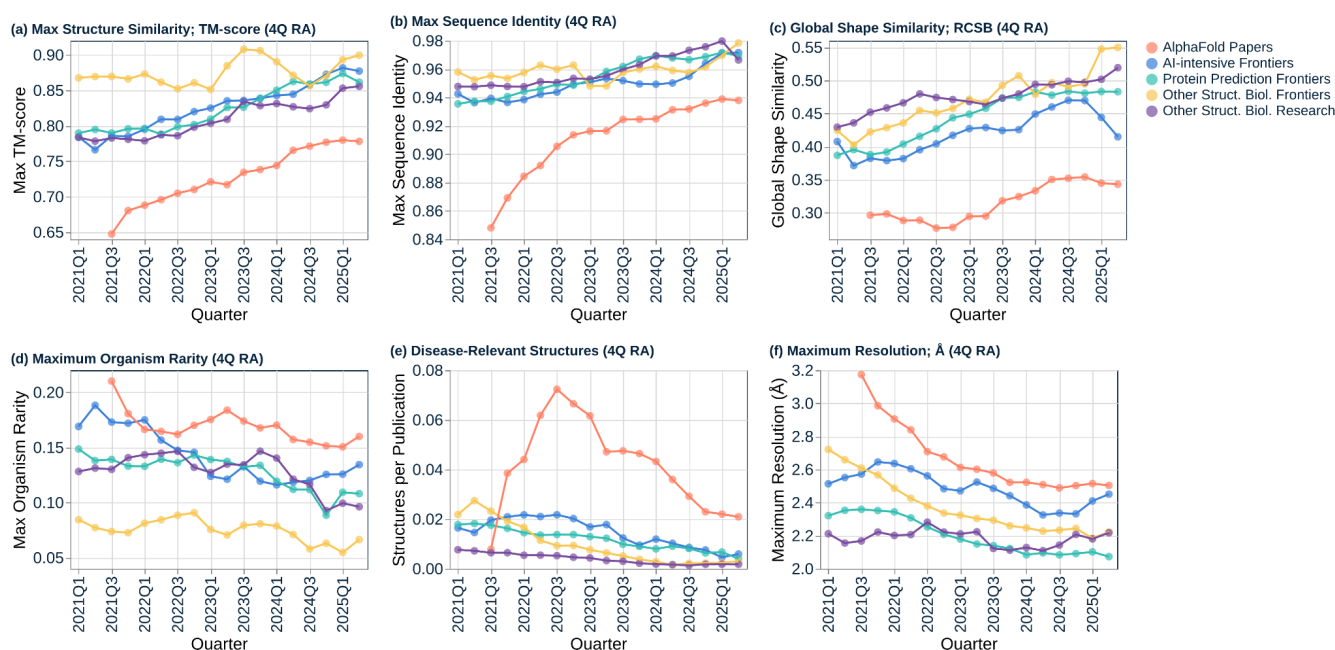 (a) Max Structure Similarity; TM-score (4Q RA)
Max TM-score
0.90
0.85
0.80
0.75
0.70
0.65
2021Q1
2021Q3
2022Q1
2022Q3
2023Q1
2023Q3
2024Q1
2024Q3
2025Q1
Quarter
(b) Max Sequence Identity (4Q RA)
Max Sequence Identity
0.98
0.96
0.94
0.92
0.90
0.88
0.86
0.84
2021Q1
2021Q3
2022Q1
2022Q3
2023Q1
2023Q3
2024Q1
2024Q3
2025Q1
Quarter
(c) Global Shape Similarity; RCSB (4Q RA)
Global Shape Similarity
0.55
0.50
0.45
0.40
0.35
0.30
2021Q1
2021Q3
2022Q1
2022Q3
2023Q1
2023Q3
2024Q1
2024Q3
2025Q1
Quarter
AlphaFold Papers
AI-intensive Frontiers
Protein Prediction Frontiers
Other Struct. Biol. Frontiers
Other Struct. Biol. Research
(d) Maximum Organism Rarity (4Q RA)
Max Organism Rarity
0.20
0.15
0.10
0.05
2021Q1
2021Q3
2022Q1
2022Q3
2023Q1
2023Q3
2024Q1
2024Q3
2025Q1
Quarter
(e) Disease-Relevant Structures (4Q RA)
Structures per Publication
0.08
0.06
0.04
0.02
0.00
2021Q1
2021Q3
2022Q1
2022Q3
2023Q1
2023Q3
2024Q1
2024Q3
2025Q1
Quarter
(f) Maximum Resolution; Å (4Q RA)
Maximum Resolution (Å)
3.2
3.0
2.8
2.6
2.4
2.2
2.0
2021Q1
2021Q3
2022Q1
2022Q3
2023Q1
2023Q3
2024Q1
2024Q3
2025Q1
Quarter